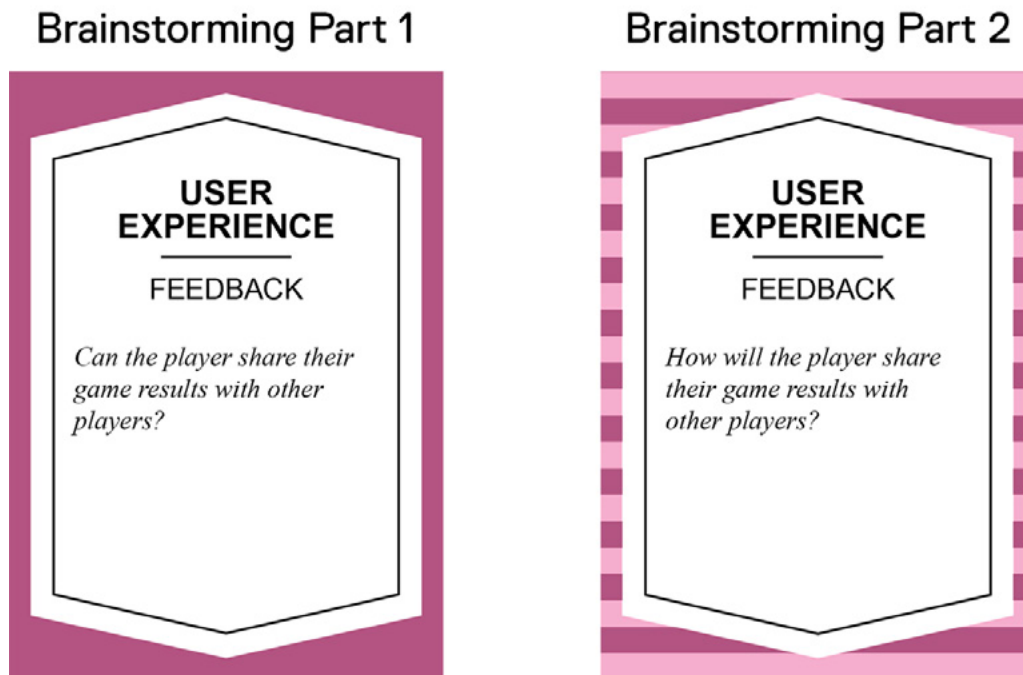 Brainstorming Part 1
USER
EXPERIENCE
FEEDBACK
Can the player share their
game results with other
players?
Brainstorming Part 2
USER
EXPERIENCE
FEEDBACK
How will the player share
their game results with
other players?